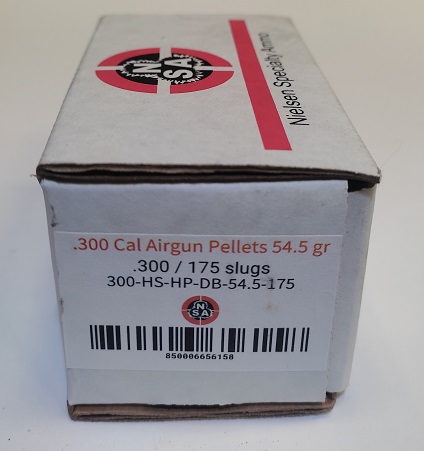 NSA
Nielsen Specialty Ammo
.300 Cal Airgun Pellets 54.5 gr
.300 / 175 slugs
300-HS-HP-DB-54.5-175
NSA
850006656158